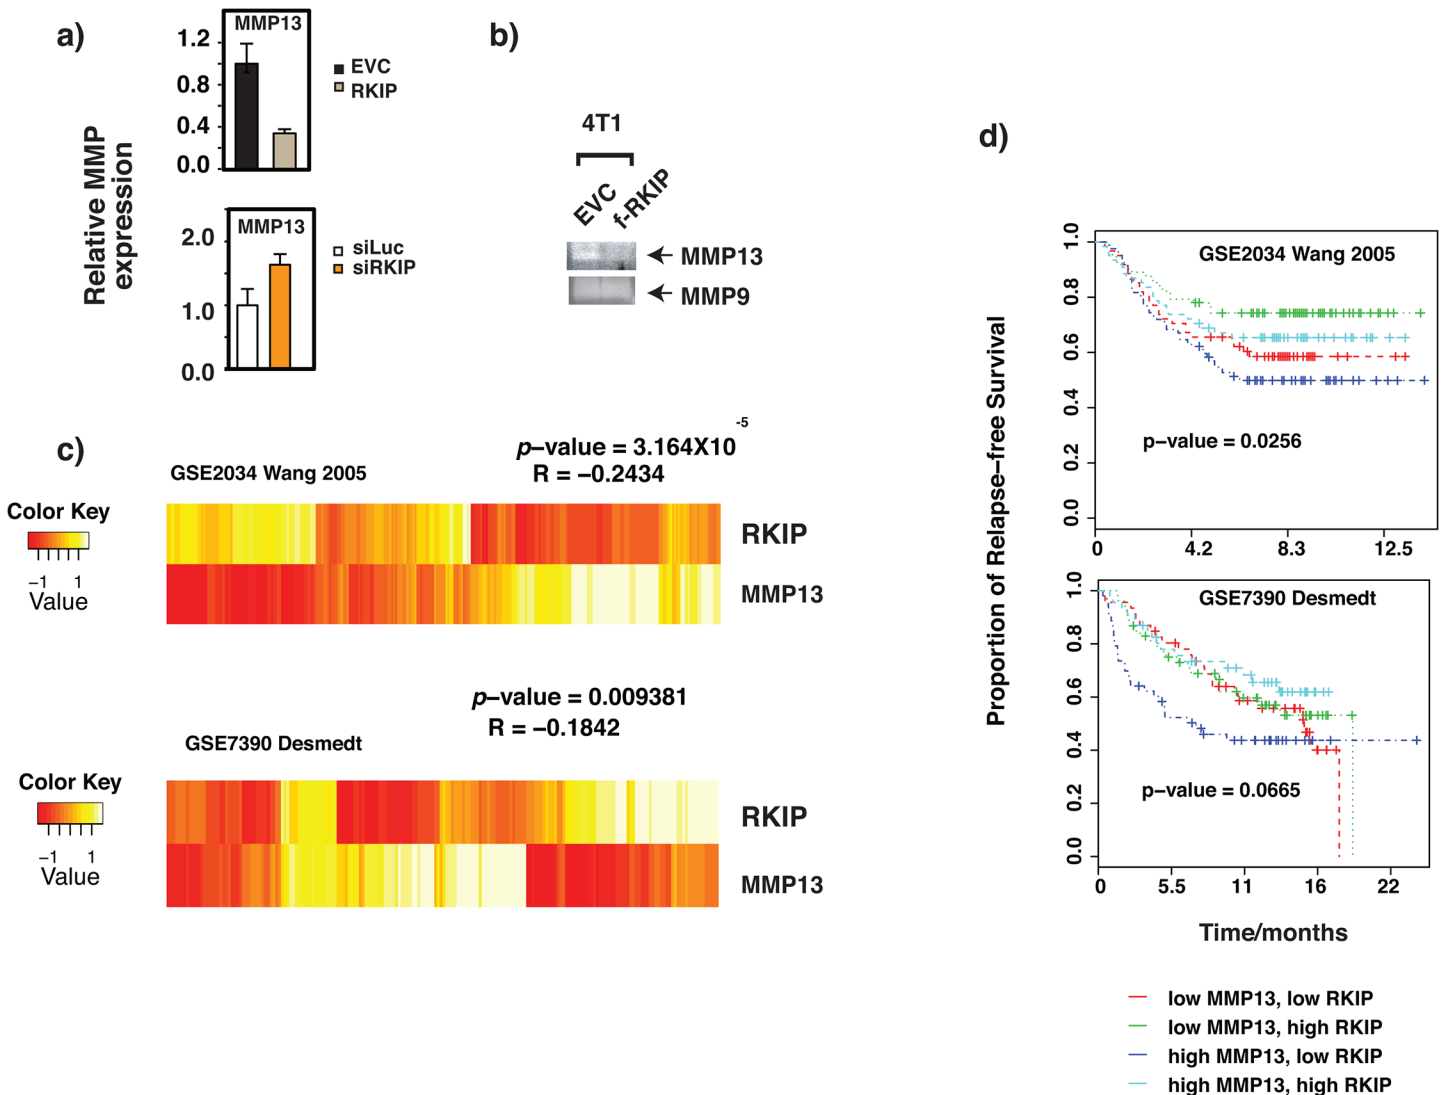 a)
Relative MMP
expression
MMP13
1.2
0.8
0.4
0.0
EVC
RKIP
MMP13
2.0
1.0
0.0
siLuc
siRKIP
b)
4T1
EVC
f-RKIP
MMP13
MMP9
c)
GSE2034 Wang 2005
p–value = 3.164X10-5
R = –0.2434
Color Key
–1 1
Value
RKIP
MMP13
GSE7390 Desmedt
p–value = 0.009381
R = –0.1842
Color Key
–1 1
Value
RKIP
MMP13
d)
Proportion of Relapse–free Survival
GSE2034 Wang 2005
1.0
0.8
0.6
0.4
0.2
0.0
p–value = 0.0256
0 4.2 8.3 12.5
GSE7390 Desmedt
1.0
0.8
0.6
0.4
0.2
0.0
p–value = 0.0665
0 5.5 11 16 22
Time/months
low MMP13, low RKIP
low MMP13, high RKIP
high MMP13, low RKIP
high MMP13, high RKIP